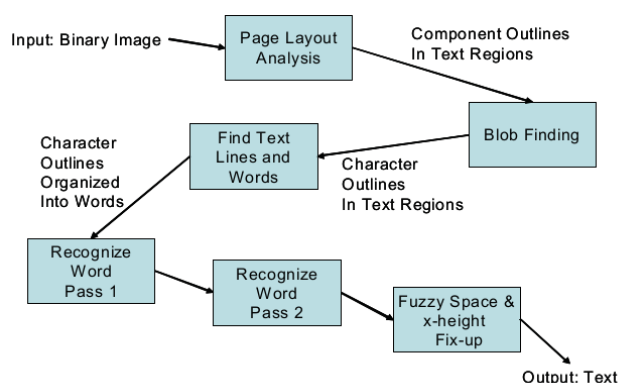 Input: Binary Image
Page Layout
Analysis
Component Outlines
In Text Regions
Blob Finding
Character
Outlines
In Text Regions
Find Text
Lines and
Words
Character
Outlines
Organized
Into Words
Recognize
Word
Pass 1
Recognize
Word
Pass 2
Fuzzy Space &
x-height
Fix-up
Output: Text